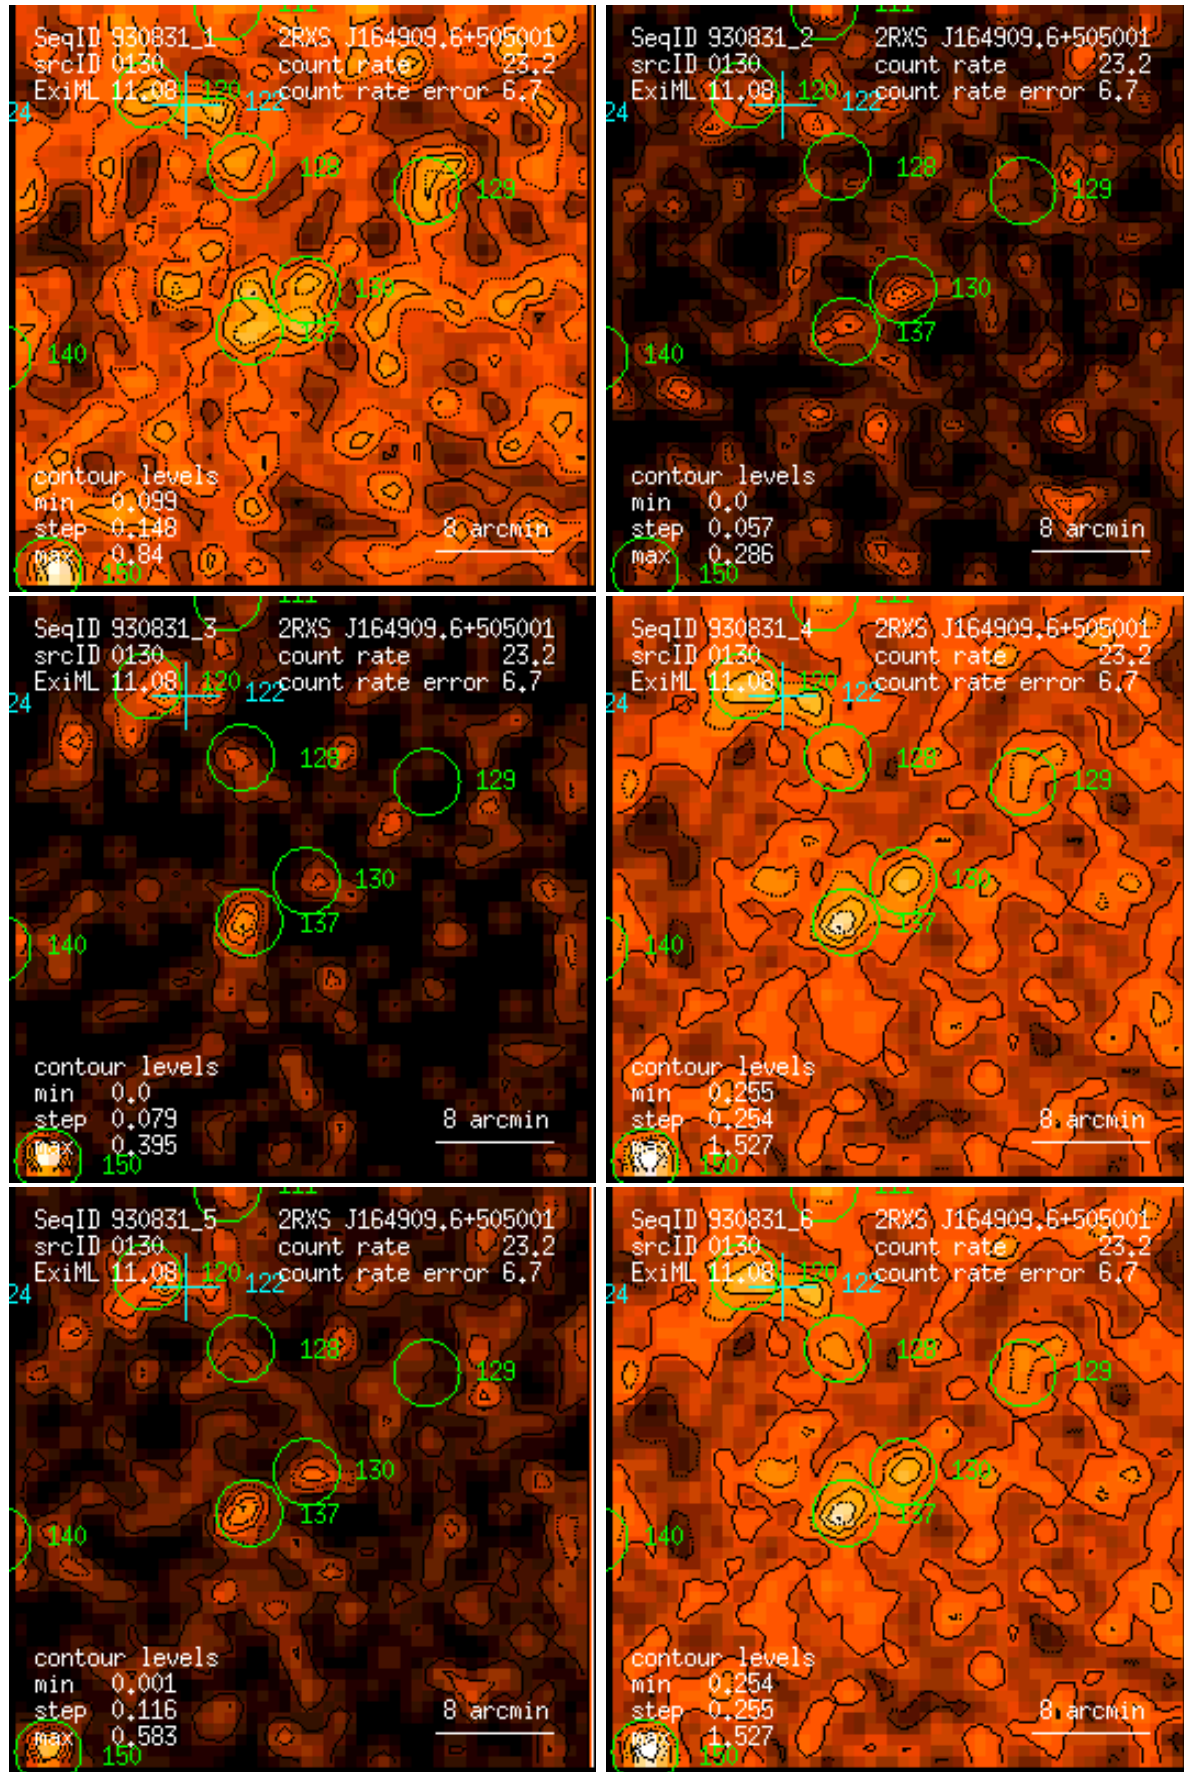 111
SeqID 930831_1 2RXS J164909.6+505001
srcID 0130 count rate 23.2
ExiML 11.08 count rate error 6.7
120
24 122
128
129
130
137
140
contour levels
min 0.099
step 0.148 8 arcmin
max 0.84
150
111
SeqID 930831_2 2RXS J164909.6+505001
srcID 0130 count rate 23.2
ExiML 11.08 count rate error 6.7
120
24 122
128
129
130
137
140
contour levels
min 0.0
step 0.057 8 arcmin
max 0.286
150
111
SeqID 930831_3 2RXS J164909.6+505001
srcID 0130 count rate 23.2
ExiML 11.08 count rate error 6.7
120
24 122
128
129
130
137
140
contour levels
min 0.0
step 0.079 8 arcmin
max 0.395
150
111
SeqID 930831_4 2RXS J164909.6+505001
srcID 0130 count rate 23.2
ExiML 11.08 count rate error 6.7
120
24 122
128
129
130
137
140
contour levels
min 0.255
step 0.254 8 arcmin
max 1.527
150
111
SeqID 930831_5 2RXS J164909.6+505001
srcID 0130 count rate 23.2
ExiML 11.08 count rate error 6.7
120
24 122
128
129
130
137
140
contour levels
min 0.001
step 0.116 8 arcmin
max 0.583
150
111
SeqID 930831_6 2RXS J164909.6+505001
srcID 0130 count rate 23.2
ExiML 11.08 count rate error 6.7
120
24 122
128
129
130
137
140
contour levels
min 0.254
step 0.255 8 arcmin
max 1.527
150